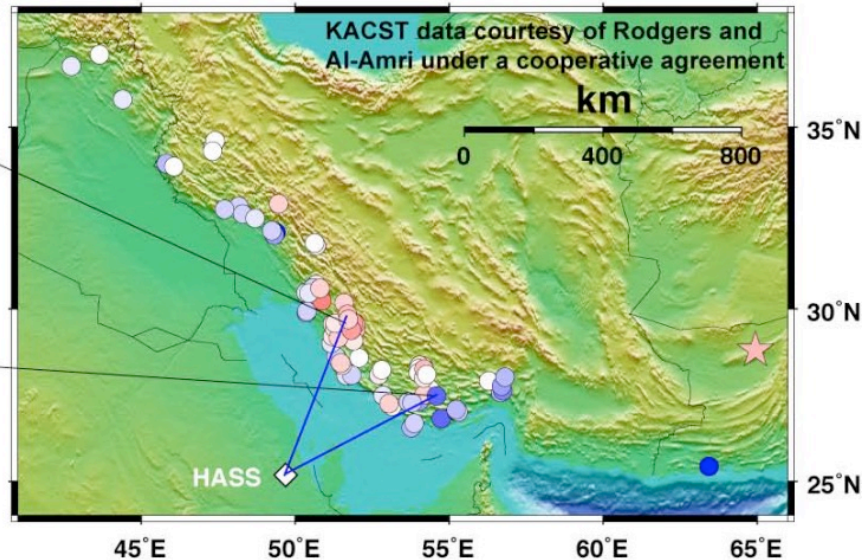 KACST data courtesy of Rodgers and
Al-Amri under a cooperative agreement
km
0 400 800
35°N
30°N
25°N
HASS
45°E 50°E 55°E 60°E 65°E